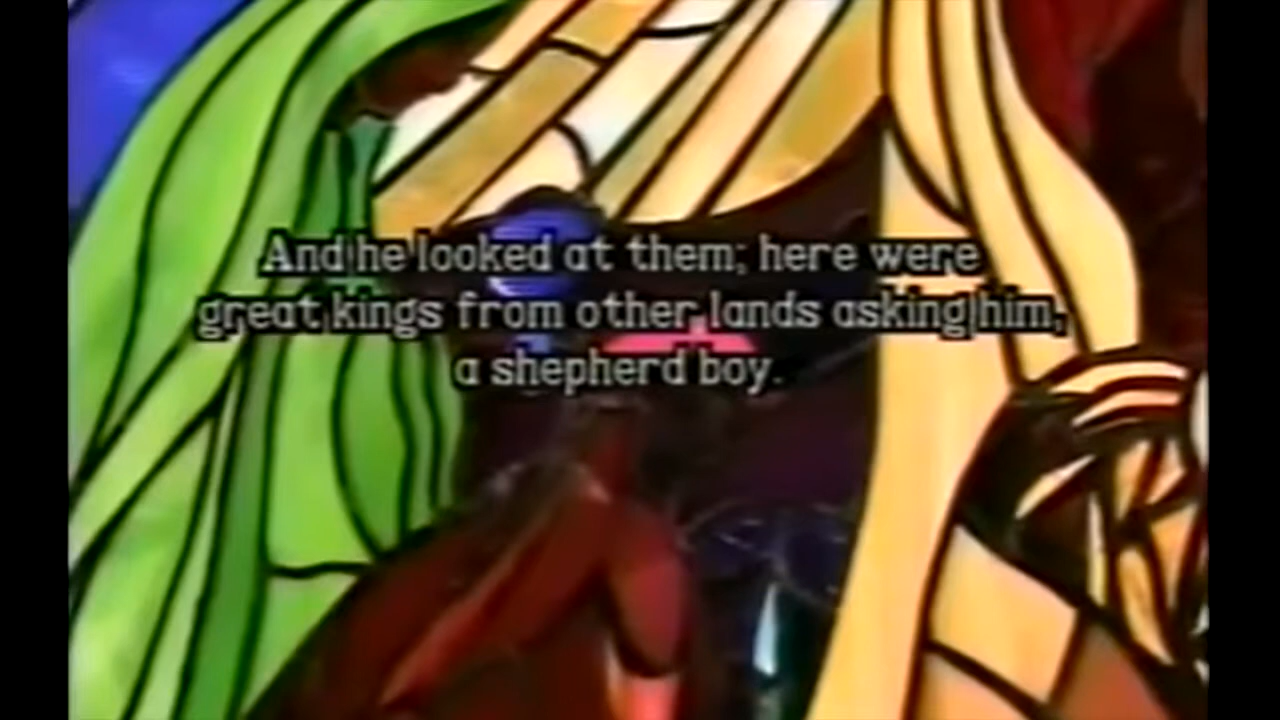 And he looked at them; here were
great kings from other lands asking him,
a shepherd boy.